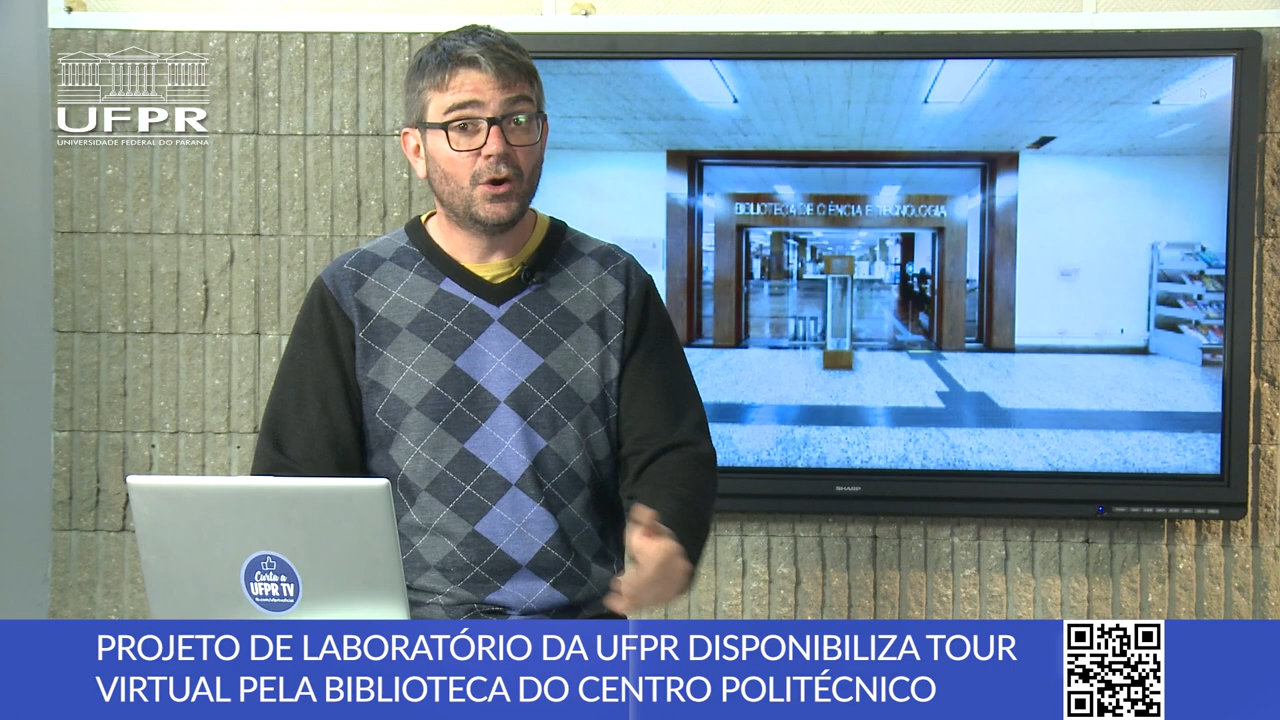 UFPR
UNIVERSIDADE FEDERAL DO PARANÁ
BIBLIOTECA DE CIÊNCIA E TECNOLOGIA
SHARP
Curta a
UFPR TV
PROJETO DE LABORATÓRIO DA UFPR DISPONIBILIZA TOUR
VIRTUAL PELA BIBLIOTECA DO CENTRO POLITÉCNICO